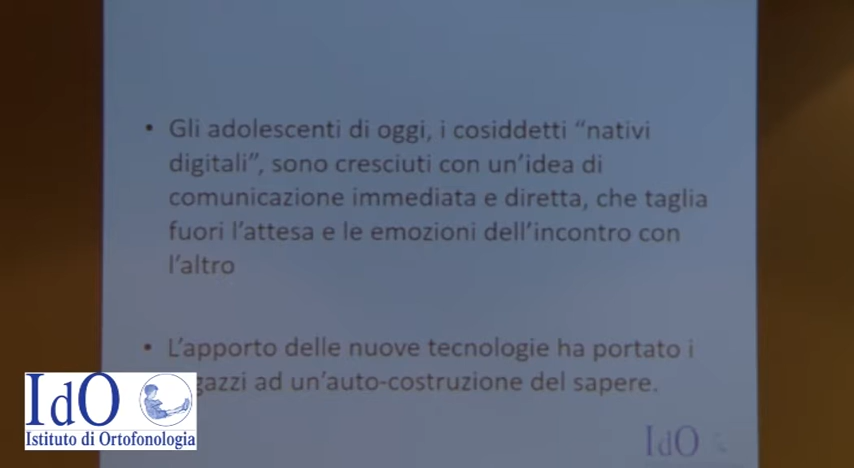 • Gli adolescenti di oggi, i cosiddetti “nativi
digitali”, sono cresciuti con un’idea di
comunicazione immediata e diretta, che taglia
fuori l’attesa e le emozioni dell’incontro con
l’altro
• L’apporto delle nuove tecnologie ha portato i
gazzi ad un’auto-costruzione del sapere.
IdO
Istituto di Ortofonologia
IdO